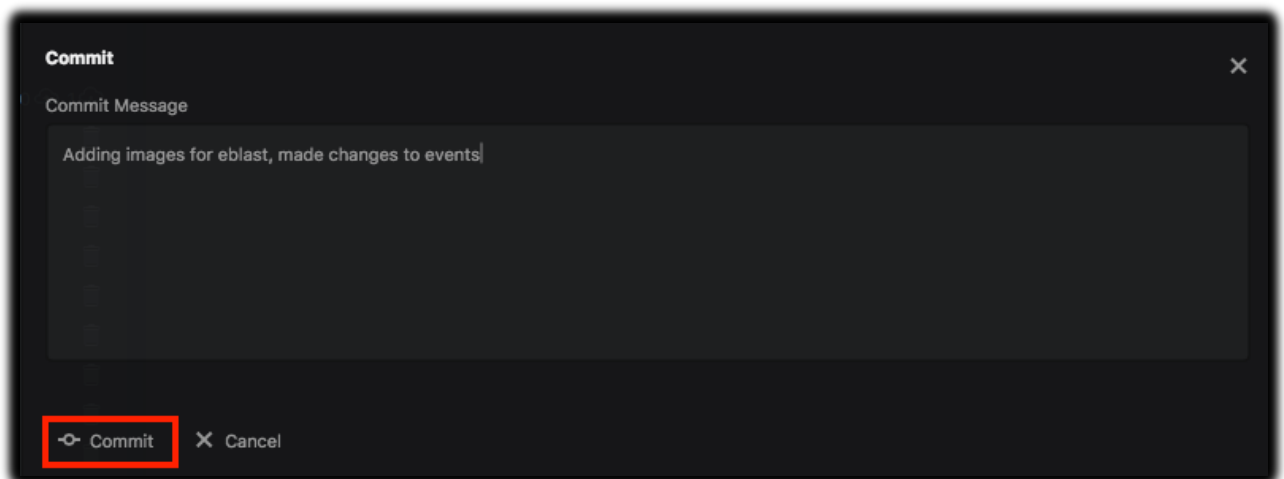 Commit
Commit Message
Adding images for eblast, made changes to events
Commit
Cancel